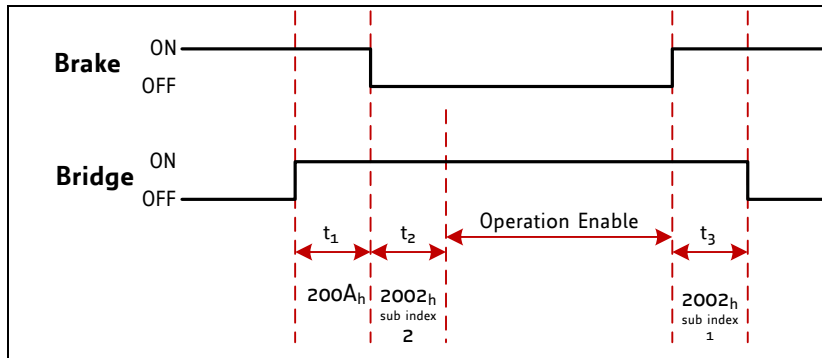 Brake
ON
OFF
Bridge
ON
OFF
t₁
t₂
Operation Enable
t₃
200Aₕ
2002ₕ
sub index
2
2002ₕ
sub index
1